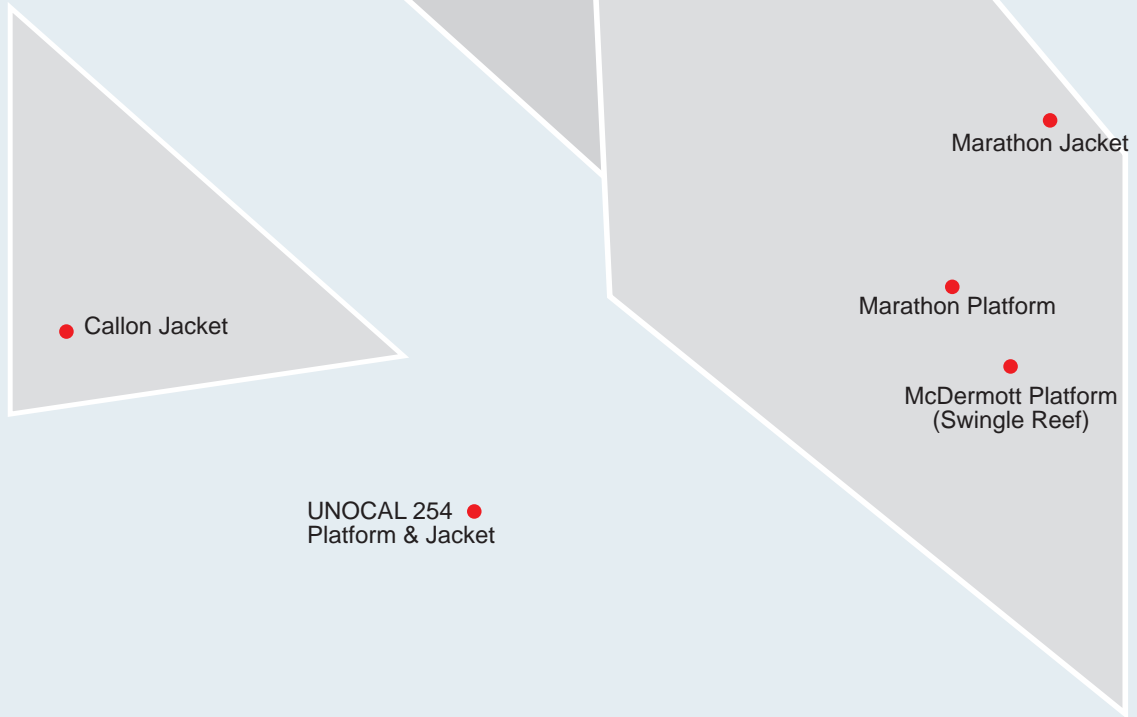 Marathon Jacket
Marathon Platform
Callon Jacket
McDermott Platform
(Swingle Reef)
UNOCAL 254
Platform & Jacket